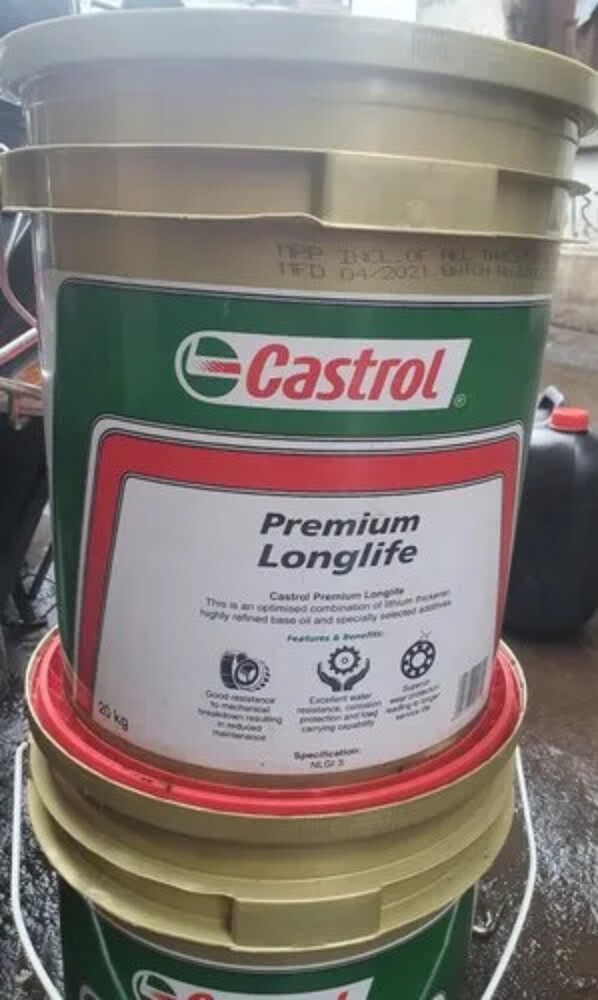 MRP INCL. OF ALL
MFD 04/2021 BATCH
Castrol®
Premium
Longlife
Castrol Premium Longlife
This is an optimised combination of lithium thickener,
highly refined base oil and specially selected additives
Features & Benefits:
Good resistance
to mechanical
breakdown resulting
in reduced
maintenance
Excellent water
resistance, corrosion
protection and load
carrying capability
Superior
wear protection
leading to longer
service life
20 kg
Specification:
NLGI 3
Castrol